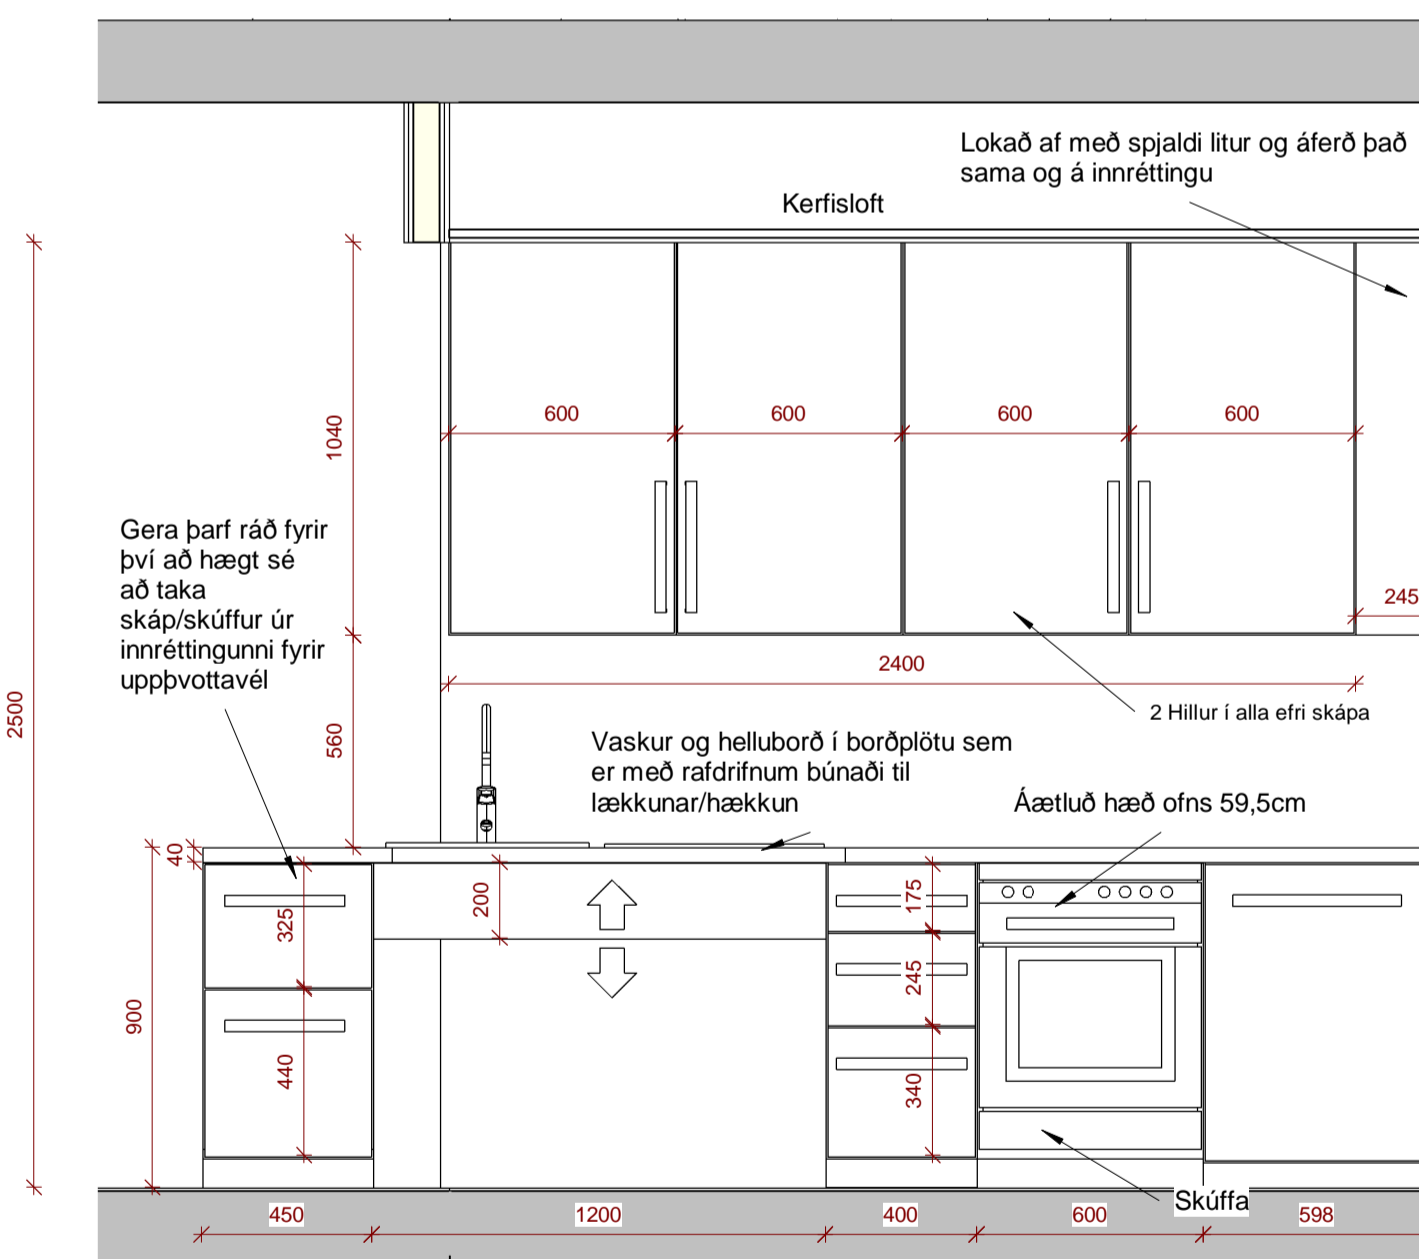 Lokað af með spjaldi litur og áferð það
sama og á innréttingu
Kerfisloft
600
600
600
600
1040
2500
Gera þarf ráð fyrir
því að hægt sé
að taka
skáp/skúffur úr
innréttingunni fyrir
uppþvottavél
245
2400
2 Hillur í alla efri skápa
560
Vaskur og helluborð í borðplötu sem
er með rafdrifnum búnaði til
lækkunar/hækkun
Áætluð hæð ofns 59,5cm
40
325
200
175
245
900
440
340
Skúffa
450
1200
400
600
598